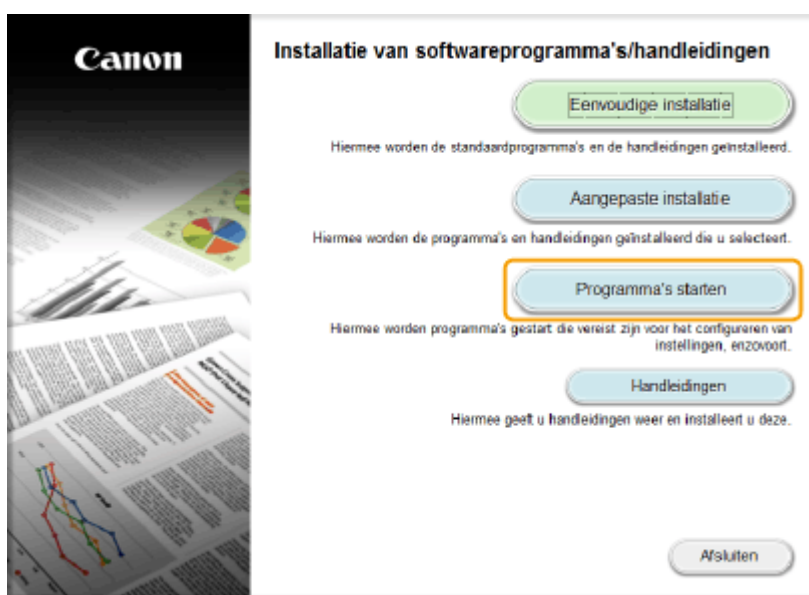 Canon
Installatie van softwareprogramma's/handleidingen
Eenvoudige installatie
Hiermee worden de standaardprogramma's en de handleidingen geïnstalleerd.
Aangepaste installatie
Hiermee worden de programma's en handleidingen geïnstalleerd die u selecteert.
Programma's starten
Hiermee worden programma's gestart die vereist zijn voor het configureren van
instellingen, enzovoort.
Handleidingen
Hiermee geeft u handleidingen weer en installeert u deze.
Afsluiten